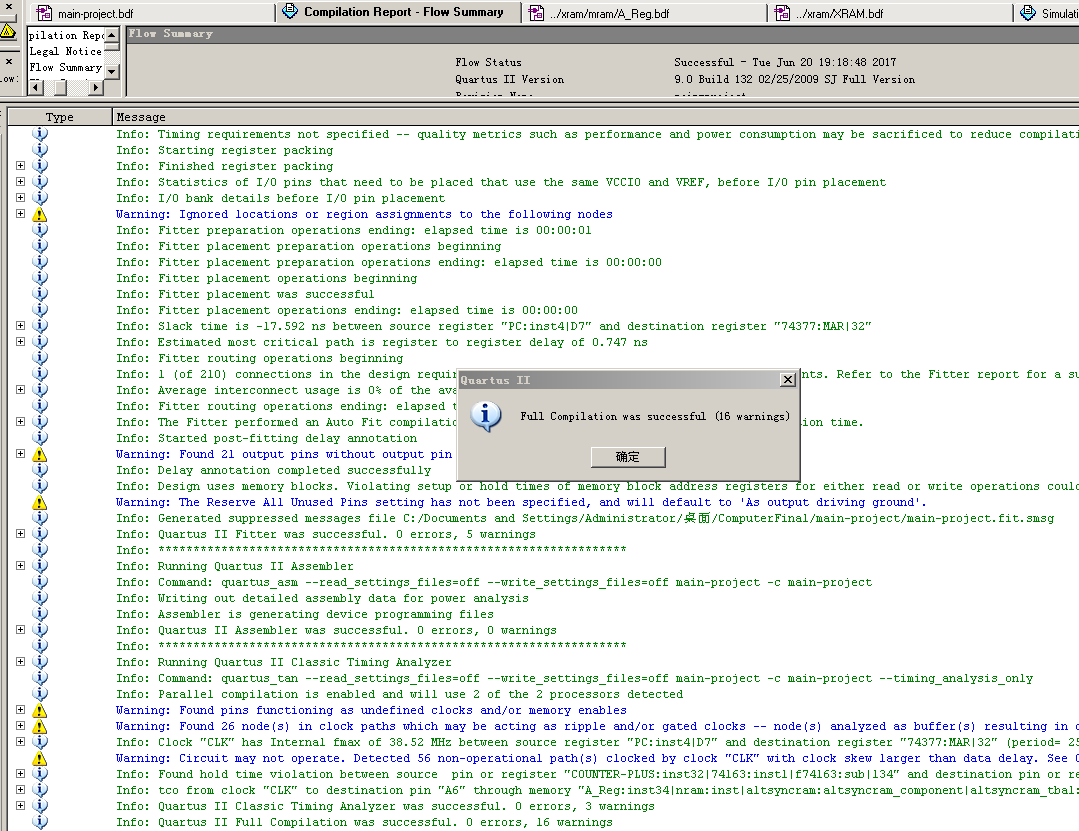 main-project.bdf
Compilation Report - Flow Summary
../xram/mram/A_Reg.bdf
../xram/XRAM.bdf
Simulati
pilation Repo
Legal Notice
Flow Summary
low:
Flow Summary
Flow Status Successful - Tue Jun 20 19:18:48 2017
Quartus II Version 9.0 Build 132 02/25/2009 SJ Full Version
Type Message
Info: Timing requirements not specified -- quality metrics such as performance and power consumption may be sacrificed to reduce compilati
Info: Starting register packing
Info: Finished register packing
Info: Statistics of I/O pins that need to be placed that use the same VCCIO and VREF, before I/O pin placement
Info: I/O bank details before I/O pin placement
Warning: Ignored locations or region assignments to the following nodes
Info: Fitter preparation operations ending: elapsed time is 00:00:01
Info: Fitter placement preparation operations beginning
Info: Fitter placement preparation operations ending: elapsed time is 00:00:00
Info: Fitter placement operations beginning
Info: Fitter placement was successful
Info: Fitter placement operations ending: elapsed time is 00:00:00
Info: Slack time is -17.592 ns between source register "PC:inst4|D7" and destination register "74377:MAR|32"
Info: Estimated most critical path is register to register delay of 0.747 ns
Info: Fitter routing operations beginning
Info: 1 (of 210) connections in the design requir nts. Refer to the Fitter report for a su
Info: Average interconnect usage is 0% of the ava
Info: Fitter routing operations ending: elapsed t
Info: The Fitter performed an Auto Fit compilatio ion time.
Info: Started post-fitting delay annotation
Warning: Found 21 output pins without output pin
Info: Delay annotation completed successfully
Info: Design uses memory blocks. Violating setup or hold times of memory block address registers for either read or write operations coul
Warning: The Reserve All Unused Pins setting has not been specified, and will default to 'As output driving ground'.
Info: Generated suppressed messages file C:/Documents and Settings/Administrator/桌面/ComputerFinal/main-project/main-project.fit.smsg
Info: Quartus II Fitter was successful. 0 errors, 5 warnings
Info: *******************************************************************
Info: Running Quartus II Assembler
Info: Command: quartus_asm --read_settings_files=off --write_settings_files=off main-project -c main-project
Info: Writing out detailed assembly data for power analysis
Info: Assembler is generating device programming files
Info: Quartus II Assembler was successful. 0 errors, 0 warnings
Info: *******************************************************************
Info: Running Quartus II Classic Timing Analyzer
Info: Command: quartus_tan --read_settings_files=off --write_settings_files=off main-project -c main-project --timing_analysis_only
Info: Parallel compilation is enabled and will use 2 of the 2 processors detected
Warning: Found pins functioning as undefined clocks and/or memory enables
Warning: Found 26 node(s) in clock paths which may be acting as ripple and/or gated clocks -- node(s) analyzed as buffer(s) resulting in c
Info: Clock "CLK" has Internal fmax of 38.52 MHz between source register "PC:inst4|D7" and destination register "74377:MAR|32" (period= 25
Warning: Circuit may not operate. Detected 56 non-operational path(s) clocked by clock "CLK" with clock skew larger than data delay. See C
Info: Found hold time violation between source  pin or register "COUNTER-PLUS:inst32|74163:inst1|f74163:sub|134" and destination pin or re
Info: tco from clock "CLK" to destination pin "A6" through memory "A_Reg:inst34|nram:inst|altsyncram:altsyncram_component|altsyncram_tba1:
Info: Quartus II Classic Timing Analyzer was successful. 0 errors, 3 warnings
Info: Quartus II Full Compilation was successful. 0 errors, 16 warnings
Quartus II
Full Compilation was successful (16 warnings)
确定